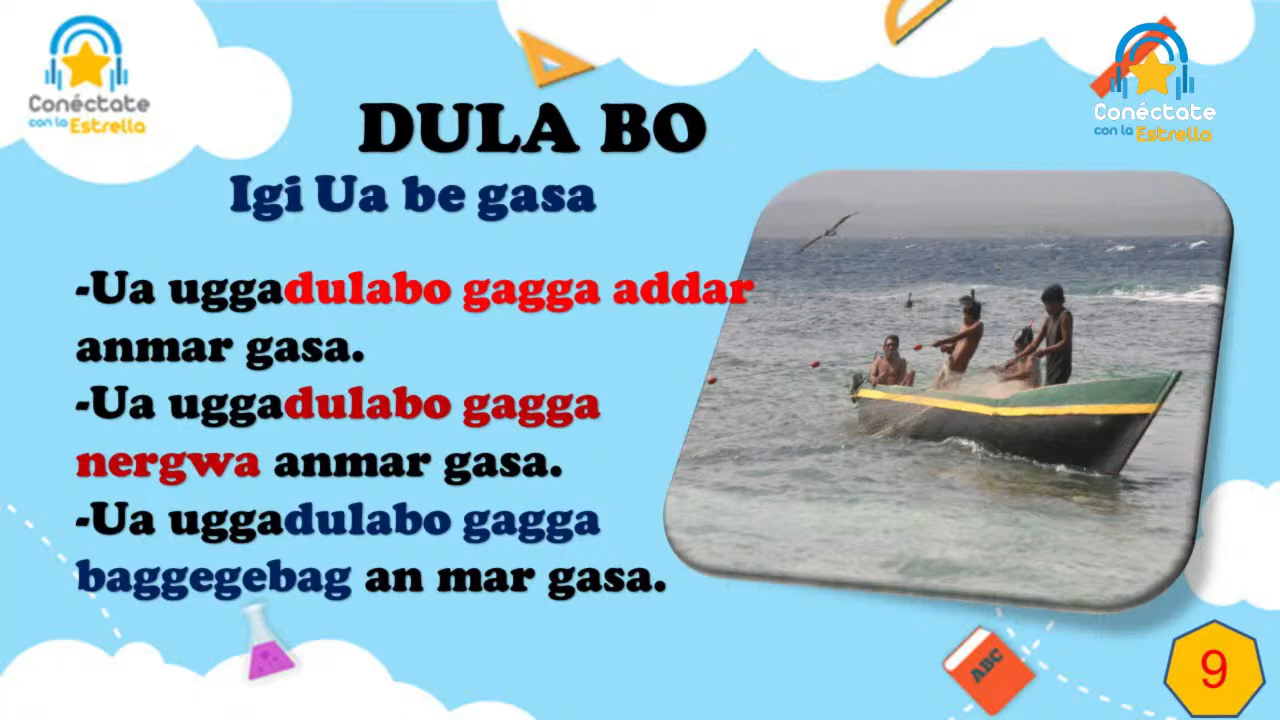 Conéctate
con la Estrella
Conéctate
con la Estrella
DULA BO
Igi Ua be gasa
-Ua uggadulabo gagga addar
anmar gasa.
-Ua uggadulabo gagga
nergwa anmar gasa.
-Ua uggadulabo gagga
baggegebag an mar gasa.
ABC
9